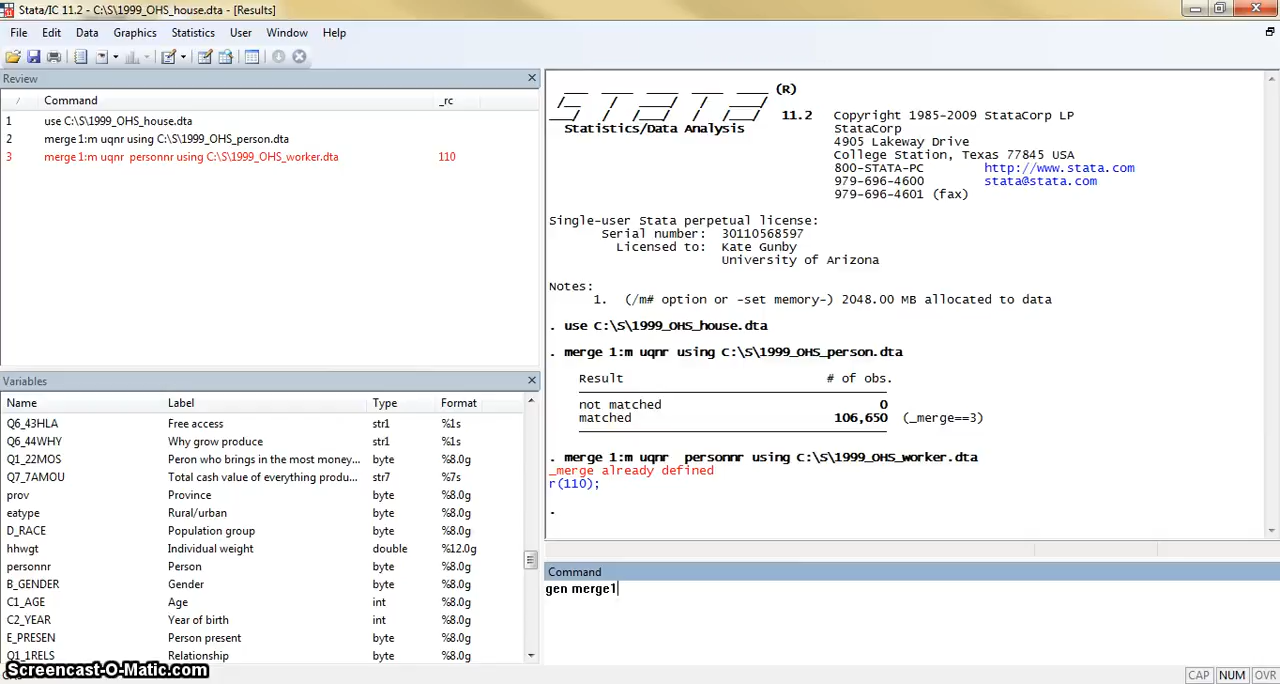 Stata/IC 11.2 - C:\S\1999_OHS_house.dta - [Results]
File Edit Data Graphics Statistics User Window Help
Review
/ Command _rc
1 use C:\S\1999_OHS_house.dta
2 merge 1:m uqnr using C:\S\1999_OHS_person.dta
3 merge 1:m uqnr personnr using C:\S\1999_OHS_worker.dta 110
Variables
Name Label Type Format
Q6_43HLA Free access str1 %1s
Q6_44WHY Why grow produce str1 %1s
Q1_22MOS Peron who brings in the most money... byte %8.0g
Q7_7AMOU Total cash value of everything produ... str7 %7s
prov Province byte %8.0g
eatype Rural/urban byte %8.0g
D_RACE Population group byte %8.0g
hhwgt Individual weight double %12.0g
personnr Person byte %8.0g
B_GENDER Gender byte %8.0g
C1_AGE Age int %8.0g
C2_YEAR Year of birth int %8.0g
E_PRESEN Person present byte %8.0g
Q1_1RELS Relationship byte %8.0g
Screencast-O-Matic.com
(R)
STATA
Statistics/Data Analysis
11.2 Copyright 1985-2009 StataCorp LP
StataCorp
4905 Lakeway Drive
College Station, Texas 77845 USA
800-STATA-PC http://www.stata.com
979-696-4600 stata@stata.com
979-696-4601 (fax)
Single-user Stata perpetual license:
Serial number: 30110568597
Licensed to: Kate Gunby
University of Arizona
Notes:
1. (/m# option or -set memory-) 2048.00 MB allocated to data
. use C:\S\1999_OHS_house.dta
. merge 1:m uqnr using C:\S\1999_OHS_person.dta
Result # of obs.
not matched 0
matched 106,650 (_merge==3)
. merge 1:m uqnr personnr using C:\S\1999_OHS_worker.dta
_merge already defined
r(110);
.
Command
gen merge1
CAP NUM OVR